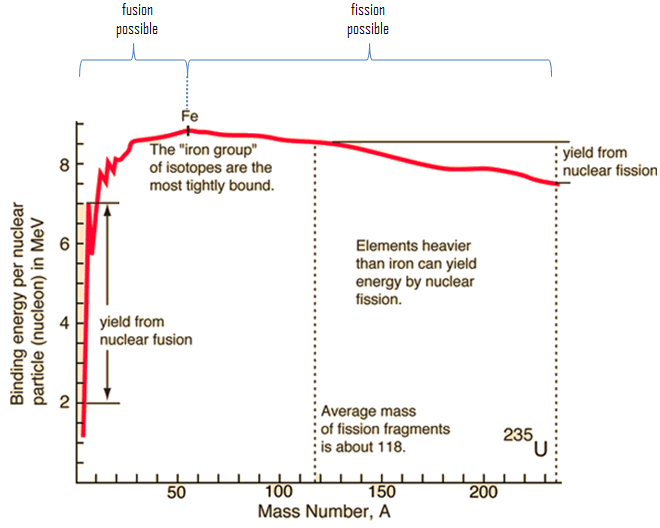 fusion
possible
fission
possible
Fe
The "iron group"
of isotopes are the
most tightly bound.
yield from
nuclear fission
8
6
4
2
Binding energy per nuclear
particle (nucleon) in MeV
yield from
nuclear fusion
Elements heavier
than iron can yield
energy by nuclear
fission.
Average mass
of fission fragments
is about 118.
235U
50
100
150
200
Mass Number, A